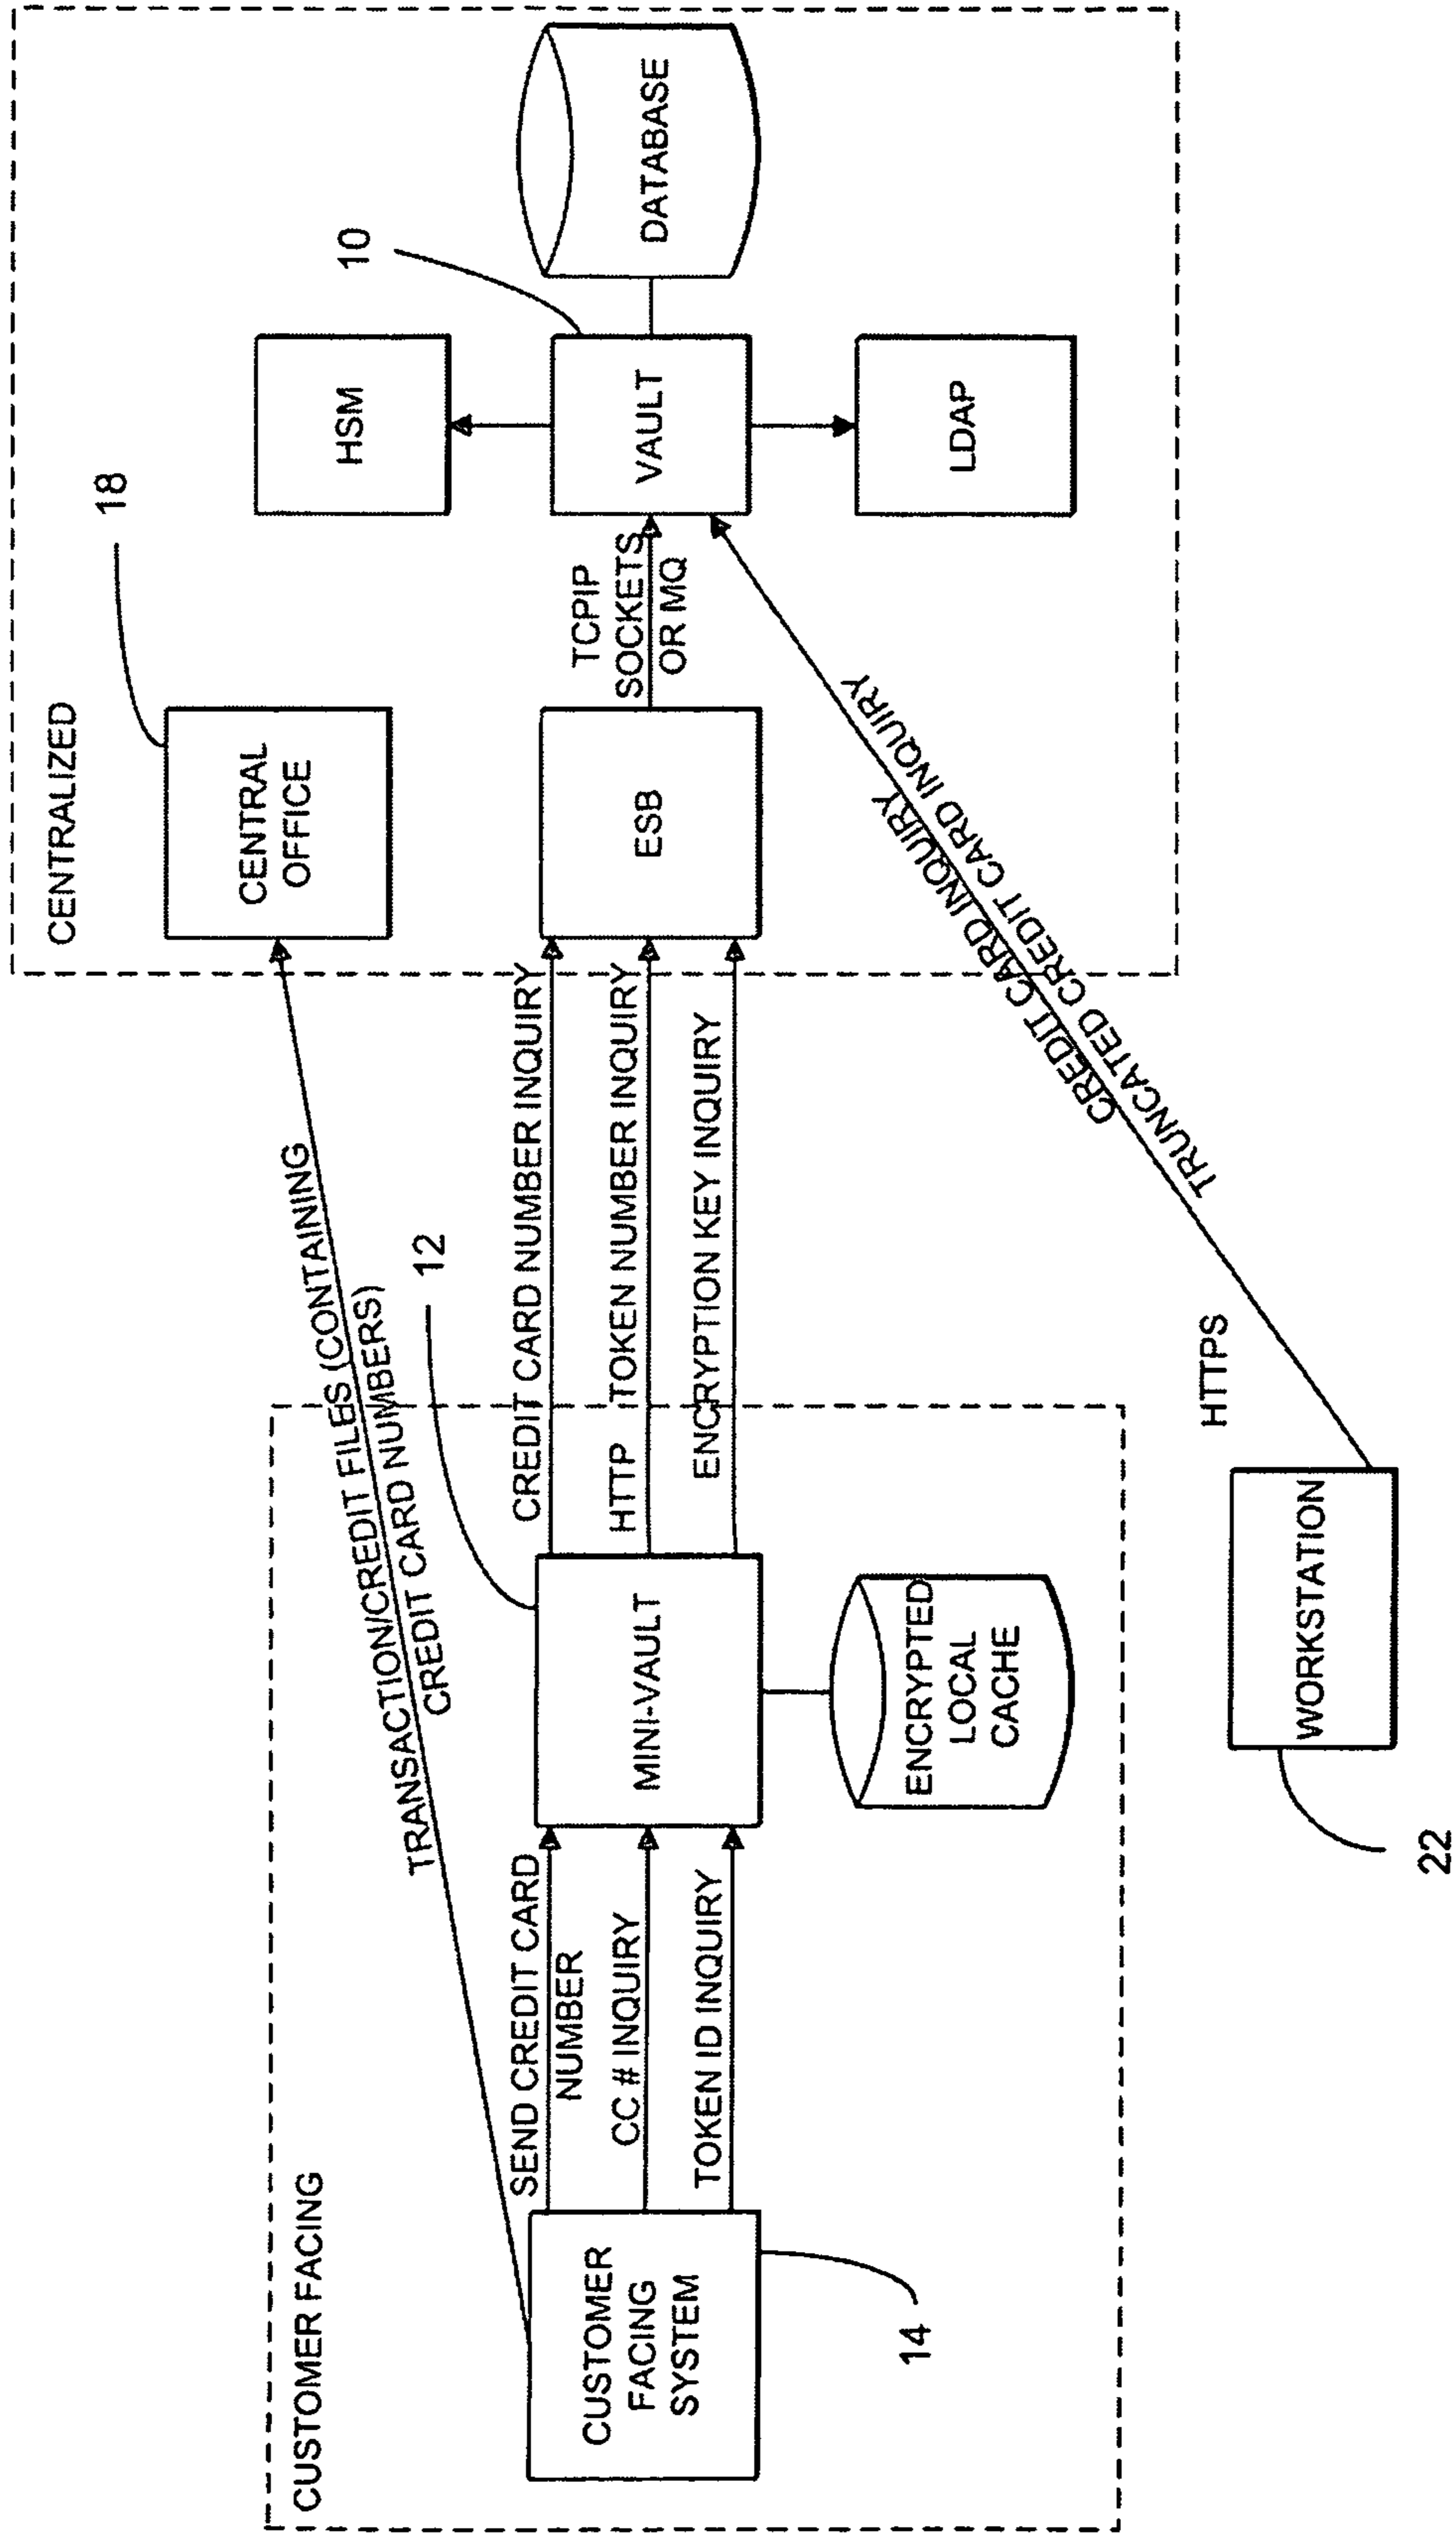 CENTRALIZED
18
CENTRAL
OFFICE
HSM
10
VAULT
DATABASE
LDAP
TCPIP
SOCKETS
OR MQ
ESB
CUSTOMER FACING
TRANSACTION/CREDIT FILES (CONTAINING
CREDIT CARD NUMBERS)
12
CREDIT CARD NUMBER INQUIRY
HTTP
TOKEN NUMBER INQUIRY
ENCRYPTION KEY INQUIRY
MINI-VAULT
ENCRYPTED
LOCAL
CACHE
SEND CREDIT CARD
NUMBER
CC # INQUIRY
TOKEN ID INQUIRY
CUSTOMER
FACING
SYSTEM
14
CREDIT CARD INQUIRY
TRUNCATED CREDIT CARD INQUIRY
HTTPS
WORKSTATION
22